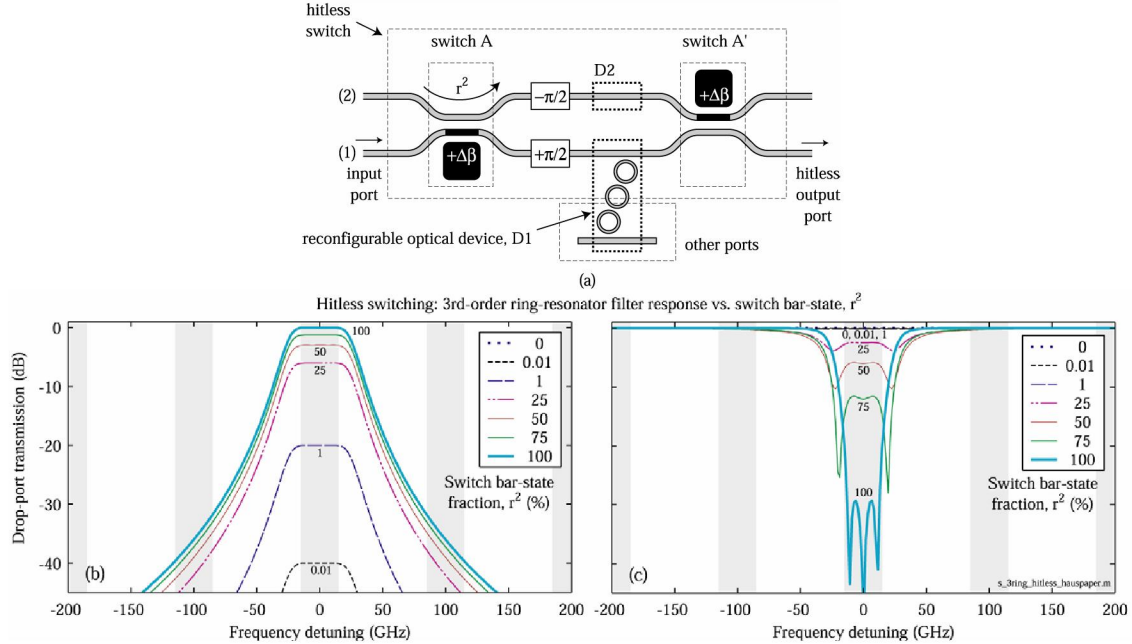 hitless
switch
switch A
switch A'
r²
D2
+Δβ
(2)
−π/2
(1)
+π/2
+Δβ
input
port
hitless
output
port
reconfigurable optical device, D1
other ports
(a)
Hitless switching: 3rd-order ring-resonator filter response vs. switch bar-state, r²
Drop-port transmission (dB)
0
-10
-20
-30
-40
100
50
25
1
0.01
0
0.01
1
25
50
75
100
Switch bar-state
fraction, r² (%)
(b)
-200 -150 -100 -50 0 50 100 150 200
Frequency detuning (GHz)
0, 0.01, 1
25
50
75
100
0
0.01
1
25
50
75
100
Switch bar-state
fraction, r² (%)
(c)
s_3ring_hitless_hauspaper.m
-200 -150 -100 -50 0 50 100 150 200
Frequency detuning (GHz)